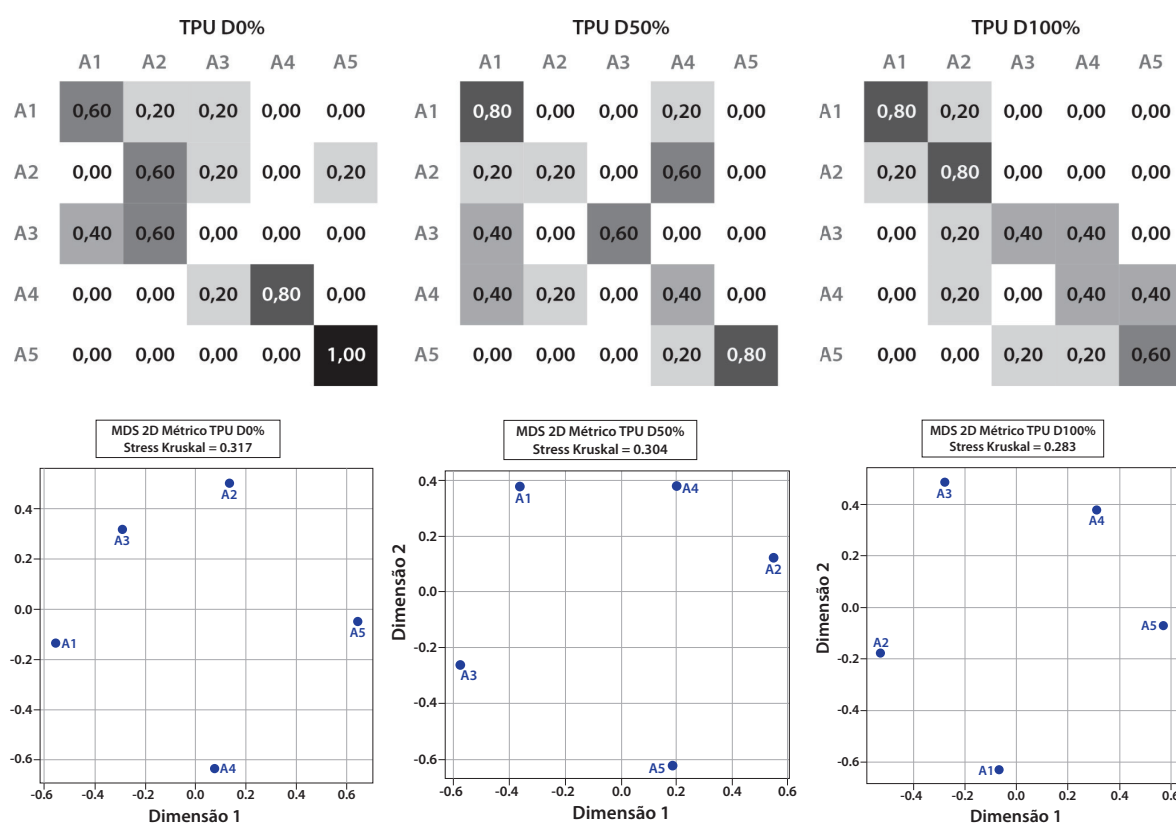 TPU D0%
A1 A2 A3 A4 A5
A1 0,60 0,20 0,20 0,00 0,00
A2 0,00 0,60 0,20 0,00 0,20
A3 0,40 0,60 0,00 0,00 0,00
A4 0,00 0,00 0,20 0,80 0,00
A5 0,00 0,00 0,00 0,00 1,00
TPU D50%
A1 A2 A3 A4 A5
A1 0,80 0,00 0,00 0,20 0,00
A2 0,20 0,20 0,00 0,60 0,00
A3 0,40 0,00 0,60 0,00 0,00
A4 0,40 0,20 0,00 0,40 0,00
A5 0,00 0,00 0,00 0,20 0,80
TPU D100%
A1 A2 A3 A4 A5
A1 0,80 0,20 0,00 0,00 0,00
A2 0,20 0,80 0,00 0,00 0,00
A3 0,00 0,20 0,40 0,40 0,00
A4 0,00 0,20 0,00 0,40 0,40
A5 0,00 0,00 0,20 0,20 0,60
MDS 2D Métrico TPU D0%
Stress Kruskal = 0.317
A2
0.4
A3
0.2
0.0
A5
A1
-0.2
-0.4
-0.6
A4
-0.6 -0.4 -0.2 0.0 0.2 0.4 0.6
Dimensão 1
MDS 2D Métrico TPU D50%
Stress Kruskal = 0.304
Dimensão 2
0.4
A1
A4
0.2
A2
0.0
-0.2
A3
-0.4
-0.6
A5
-0.6 -0.4 -0.2 0.0 0.2 0.4 0.6
Dimensão 1
MDS 2D Métrico TPU D100%
Stress Kruskal = 0.283
Dimensão 2
A3
0.4
A4
0.2
0.0
A5
A2
-0.2
-0.4
-0.6
A1
-0.4 -0.2 0.0 0.2 0.4 0.6
Dimensão 1